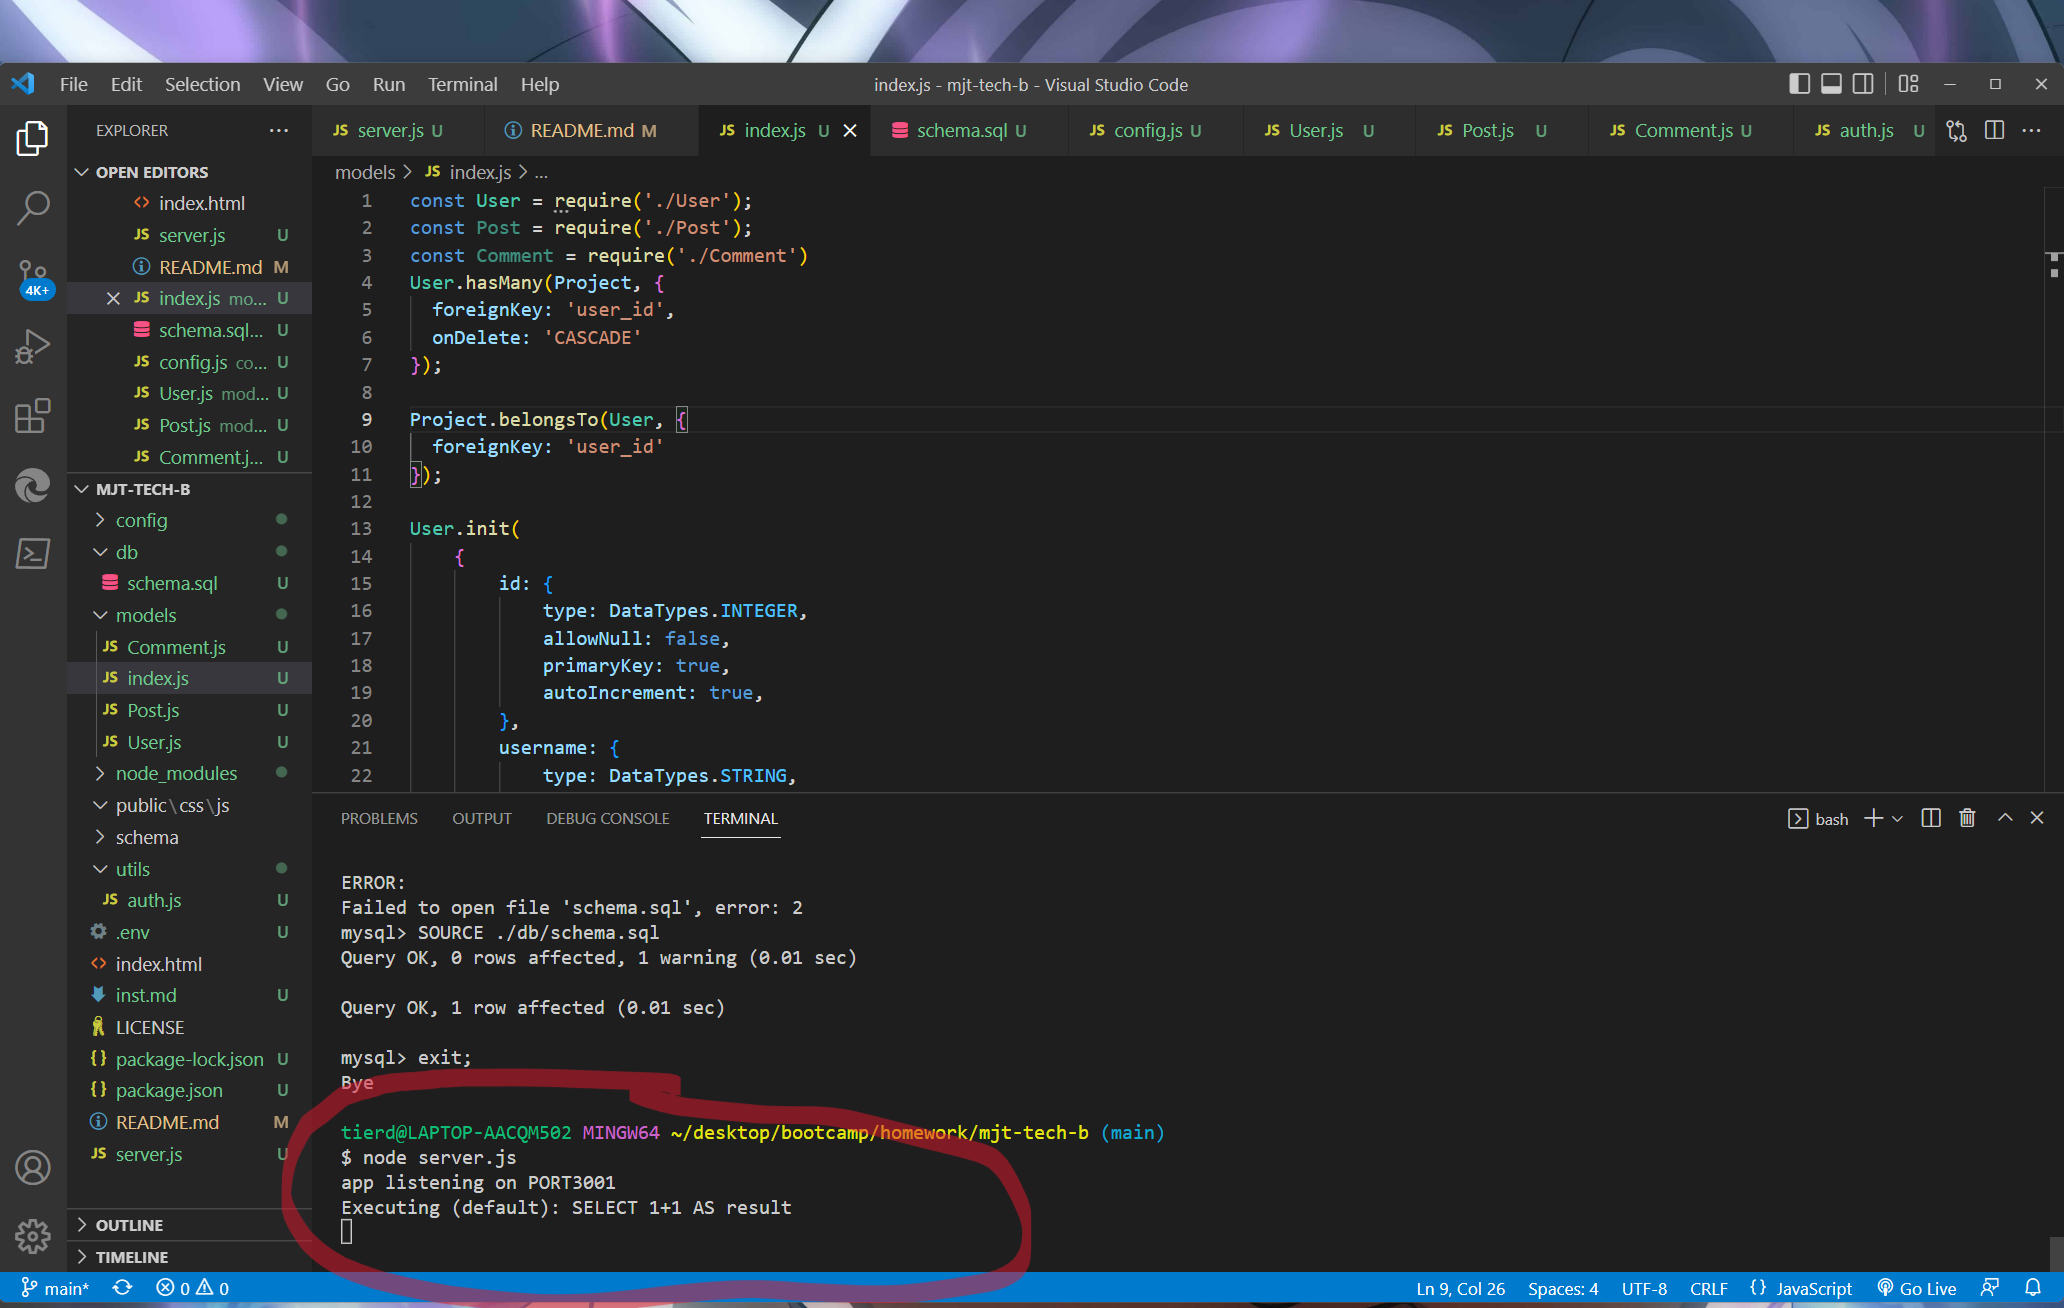 File Edit Selection View Go Run Terminal Help
index.js - mjt-tech-b - Visual Studio Code
EXPLORER
OPEN EDITORS
index.html
server.js U
README.md M
index.js mo... U
schema.sql... U
config.js co... U
User.js mod... U
Post.js mod... U
Comment.j... U
4K+
MJT-TECH-B
config
db
schema.sql U
models
Comment.js U
index.js U
Post.js U
User.js U
node_modules
public\css\js
schema
utils
auth.js U
.env U
index.html
inst.md U
LICENSE
package-lock.json U
package.json U
README.md M
server.js U
OUTLINE
TIMELINE
server.js U README.md M index.js U schema.sql U config.js U User.js U Post.js U Comment.js U auth.js U
models > index.js > ...
1 const User = require('./User');
2 const Post = require('./Post');
3 const Comment = require('./Comment')
4 User.hasMany(Project, {
5 foreignKey: 'user_id',
6 onDelete: 'CASCADE'
7 });
8
9 Project.belongsTo(User, {
10 foreignKey: 'user_id'
11 });
12
13 User.init(
14 {
15 id: {
16 type: DataTypes.INTEGER,
17 allowNull: false,
18 primaryKey: true,
19 autoIncrement: true,
20 },
21 username: {
22 type: DataTypes.STRING,
PROBLEMS OUTPUT DEBUG CONSOLE TERMINAL
bash
ERROR:
Failed to open file 'schema.sql', error: 2
mysql> SOURCE ./db/schema.sql
Query OK, 0 rows affected, 1 warning (0.01 sec)
Query OK, 1 row affected (0.01 sec)
mysql> exit;
Bye
tierd@LAPTOP-AACQM502 MINGW64 ~/desktop/bootcamp/homework/mjt-tech-b (main)
$ node server.js
app listening on PORT3001
Executing (default): SELECT 1+1 AS result
main* 0 0 Ln 9, Col 26 Spaces: 4 UTF-8 CRLF {} JavaScript Go Live